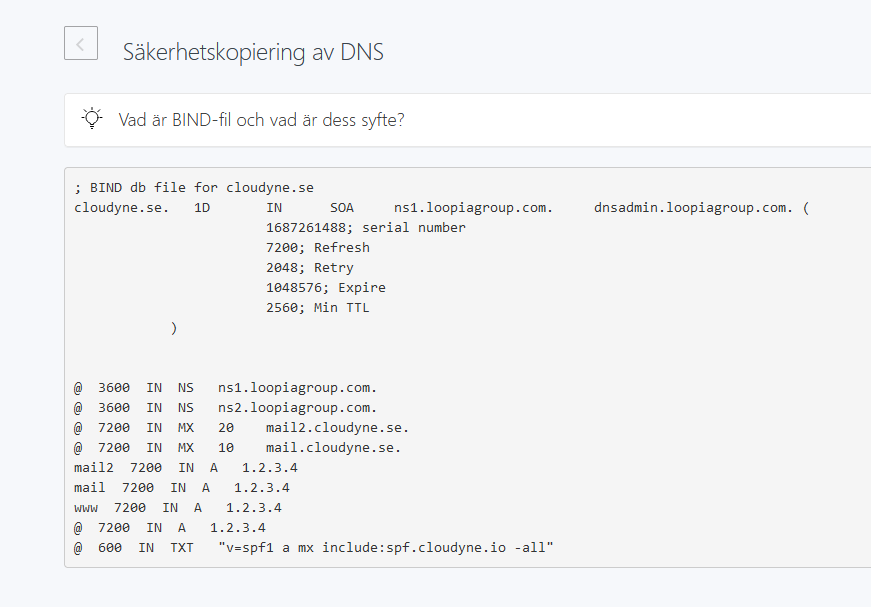 Säkerhetskopiering av DNS
Vad är BIND-fil och vad är dess syfte?
; BIND db file for cloudyne.se
cloudyne.se.   1D       IN      SOA     ns1.loopiagroup.com.     dnsadmin.loopiagroup.com. (
                        1687261488; serial number
                        7200; Refresh
                        2048; Retry
                        1048576; Expire
                        2560; Min TTL
            )
@  3600  IN  NS   ns1.loopiagroup.com.
@  3600  IN  NS   ns2.loopiagroup.com.
@  7200  IN  MX   20    mail2.cloudyne.se.
@  7200  IN  MX   10    mail.cloudyne.se.
mail2  7200  IN  A   1.2.3.4
mail  7200  IN  A   1.2.3.4
www  7200  IN  A   1.2.3.4
@  7200  IN  A   1.2.3.4
@  600  IN  TXT   "v=spf1 a mx include:spf.cloudyne.io -all"